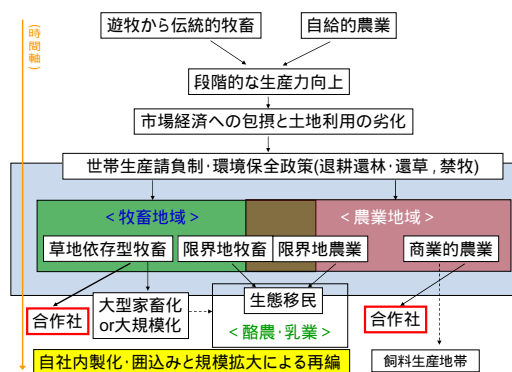 (時間軸)
遊牧から伝統的牧畜
自給的農業
段階的な生産力向上
市場経済への包摂と土地利用の劣化
世帯生産請負制・環境保全政策(退耕還林・還草,禁牧)
<牧畜地域>
<農業地域>
草地依存型牧畜
限界地牧畜
限界地農業
商業的農業
合作社
大型家畜化
or大規模化
生態移民
<酪農・乳業>
合作社
自社内製化・囲込みと規模拡大による再編
飼料生産地帯